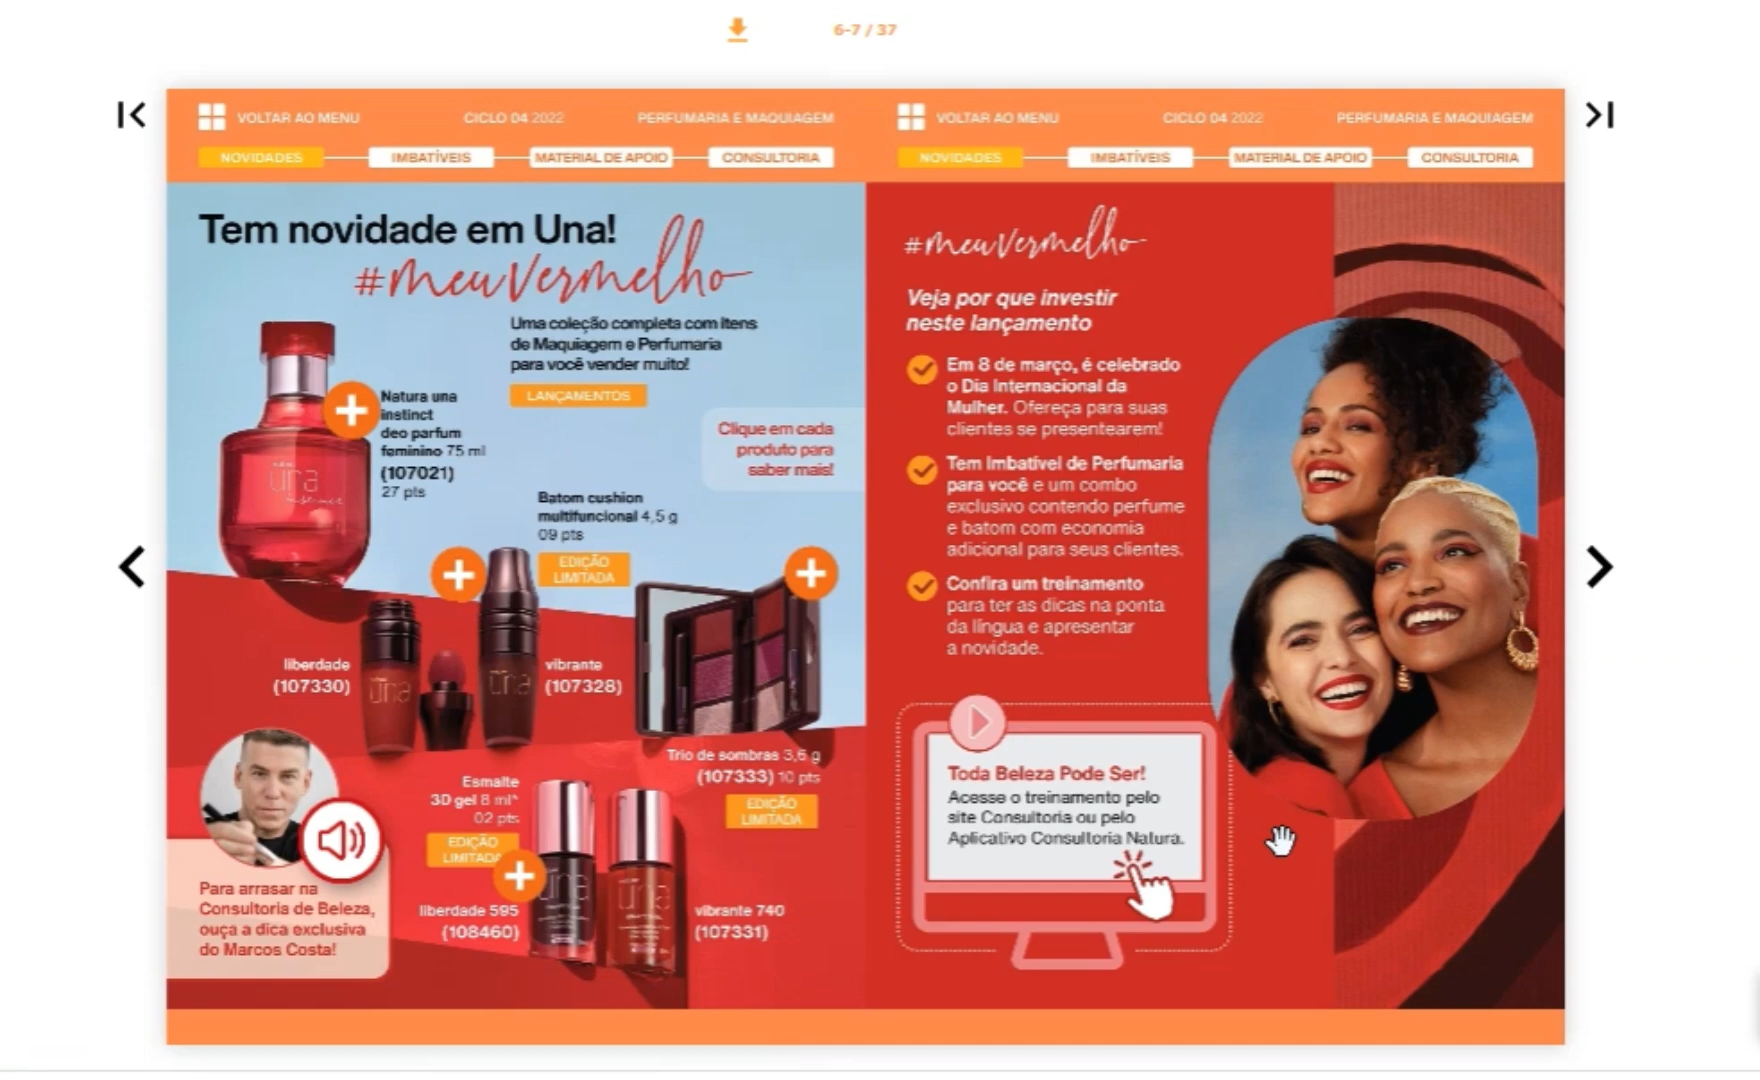 6-7 / 37
VOLTAR AO MENU CICLO 04 2022 PERFUMARIA E MAQUIAGEM
NOVIDADES IMBATÍVEIS MATERIAL DE APOIO CONSULTORIA
Tem novidade em Una!
#meuvermelho
Uma coleção completa com itens
de Maquiagem e Perfumaria
para você vender muito!
LANÇAMENTOS
Natura una
instinct
deo parfum
feminino 75 ml
(107021)
27 pts
Clique em cada
produto para
saber mais!
una
Batom cushion
multifuncional 4,5 g
09 pts
EDIÇÃO
LIMITADA
liberdade
(107330)
una
una
vibrante
(107328)
Trio de sombras 3,6 g
(107333) 10 pts
EDIÇÃO
LIMITADA
Esmalte
3D gel 8 ml*
02 pts
EDIÇÃO
LIMITADA
una
una
liberdade 595
(108460)
vibrante 740
(107331)
Para arrasar na
Consultoria de Beleza,
ouça a dica exclusiva
do Marcos Costa!
VOLTAR AO MENU CICLO 04 2022 PERFUMARIA E MAQUIAGEM
NOVIDADES IMBATÍVEIS MATERIAL DE APOIO CONSULTORIA
#meuvermelho
Veja por que investir
neste lançamento
Em 8 de março, é celebrado
o Dia Internacional da
Mulher. Ofereça para suas
clientes se presentearem!
Tem Imbatível de Perfumaria
para você e um combo
exclusivo contendo perfume
e batom com economia
adicional para seus clientes.
Confira um treinamento
para ter as dicas na ponta
da língua e apresentar
a novidade.
Toda Beleza Pode Ser!
Acesse o treinamento pelo
site Consultoria ou pelo
Aplicativo Consultoria Natura.